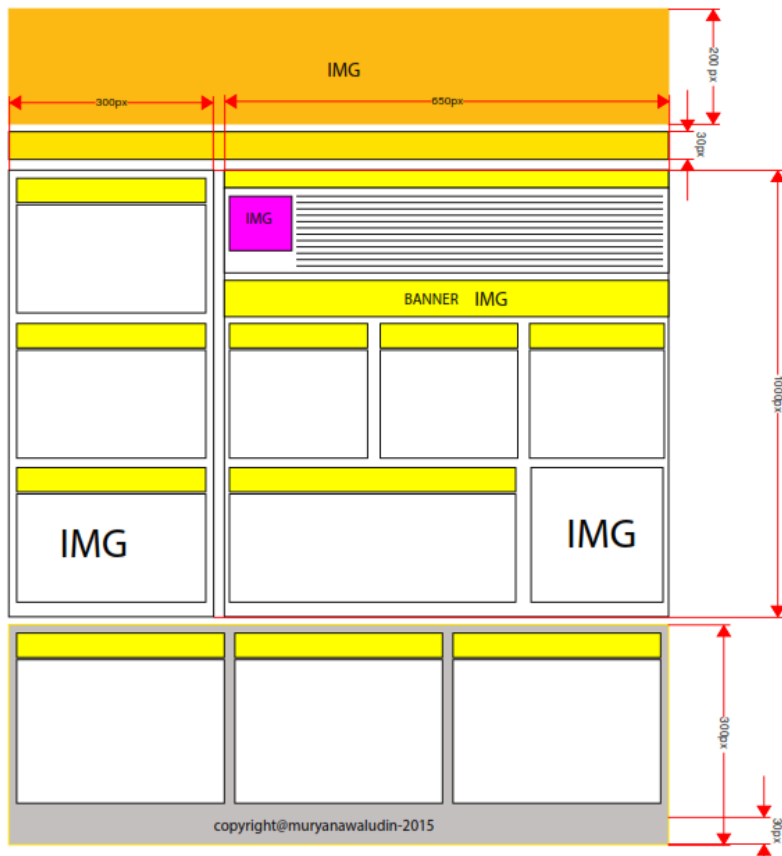 IMG
200 px
300px
650px
30px
IMG
BANNER IMG
1000px
IMG
IMG
300px
copyright@muryanawaludin-2015
30px